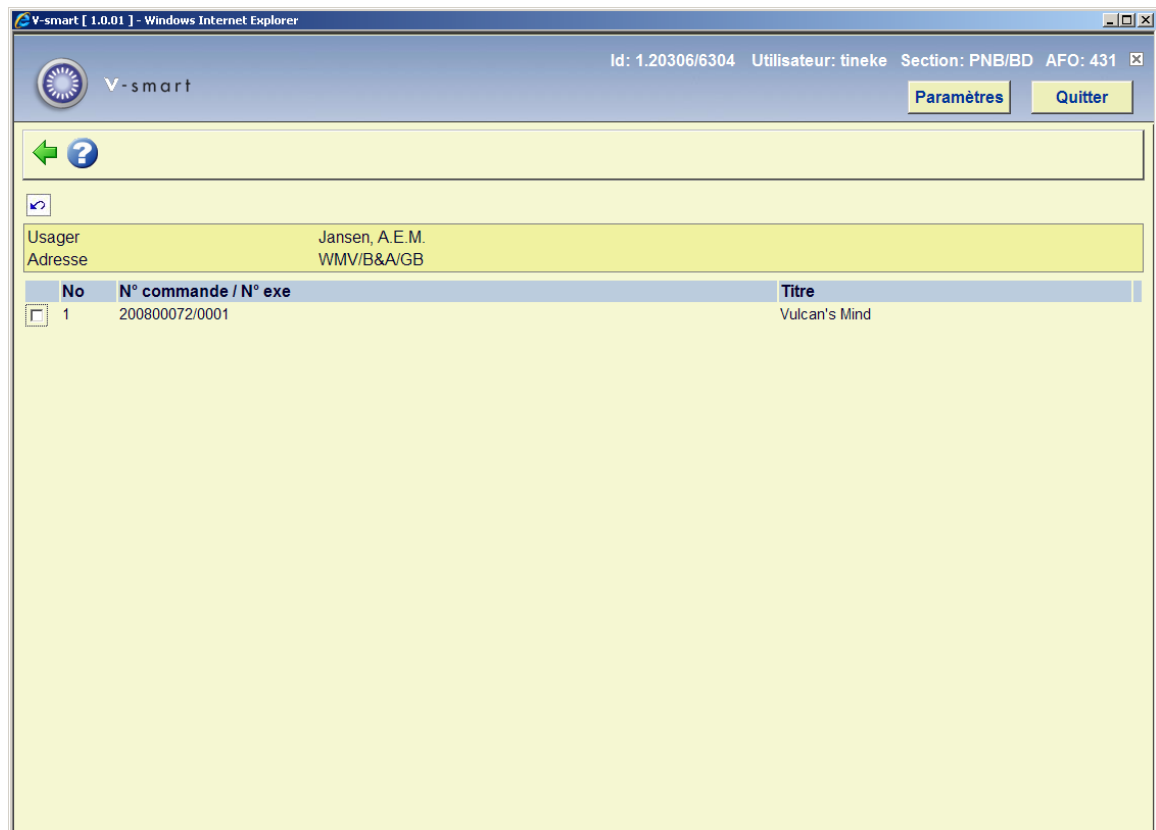 V-smart [ 1.0.01 ] - Windows Internet Explorer
Id: 1.20306/6304 Utilisateur: tineke Section: PNB/BD AFO: 431
V-smart
Paramètres Quitter
Usager Jansen, A.E.M.
Adresse WMV/B&A/GB
No N° commande / N° exe Titre
1 200800072/0001 Vulcan's Mind